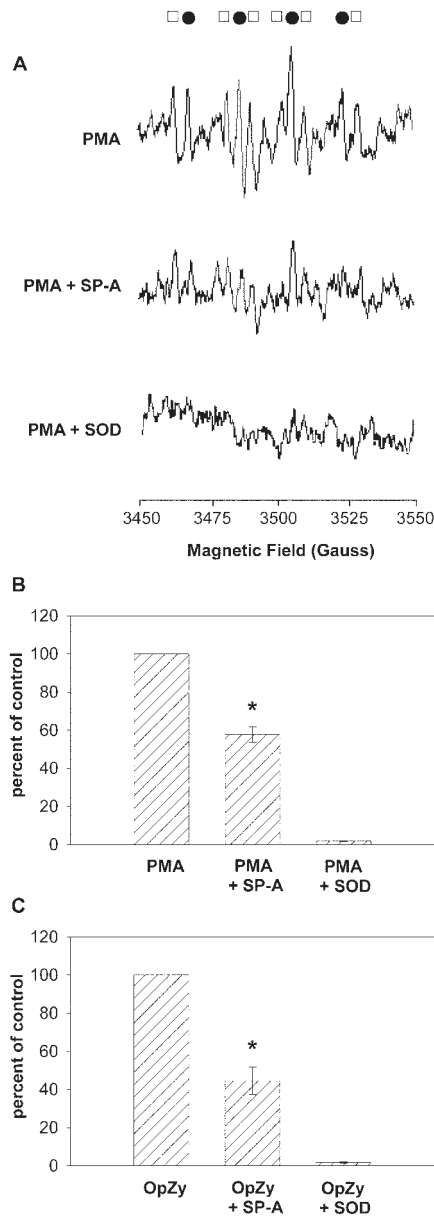 A
PMA
PMA + SP-A
PMA + SOD
3450 3475 3500 3525 3550
Magnetic Field (Gauss)
B
120
100
80
60
40
20
0
percent of control
*
PMA PMA PMA
+ SP-A + SOD
C
120
100
80
60
40
20
0
percent of control
*
OpZy OpZy OpZy
+ SP-A + SOD